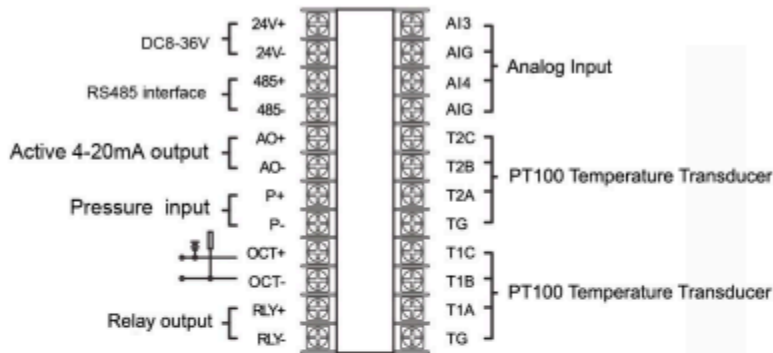 24V+
DC8-36V
24V-
485+
RS485 interface
485-
AO+
Active 4-20mA output
AO-
P+
Pressure input
P-
OCT+
OCT-
RLY+
Relay output
RLY-
AI3
AIG
Analog Input
AI4
AIG
T2C
T2B
PT100 Temperature Transducer
T2A
TG
T1C
T1B
PT100 Temperature Transducer
T1A
TG